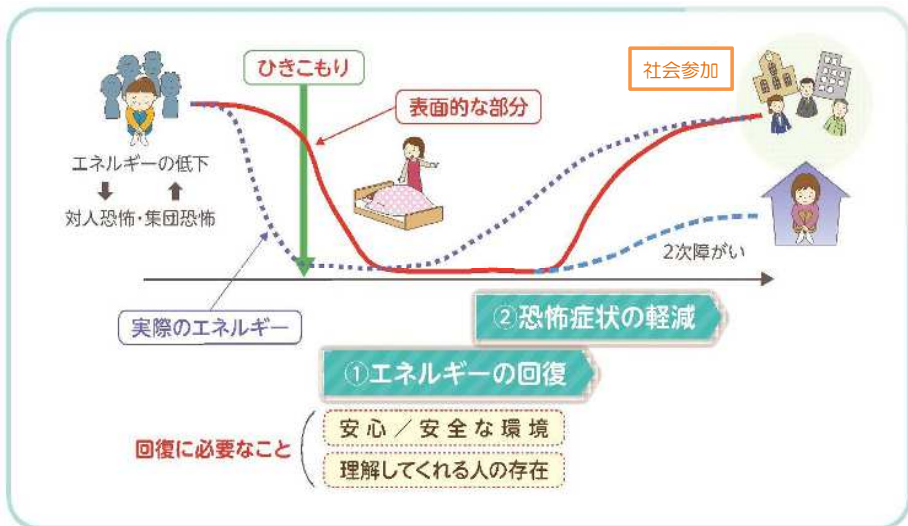 ひきこもり
社会参加
表面的な部分
エネルギーの低下
対人恐怖・集団恐怖
2次障がい
実際のエネルギー
②恐怖症状の軽減
①エネルギーの回復
回復に必要なこと
安心／安全な環境
理解してくれる人の存在